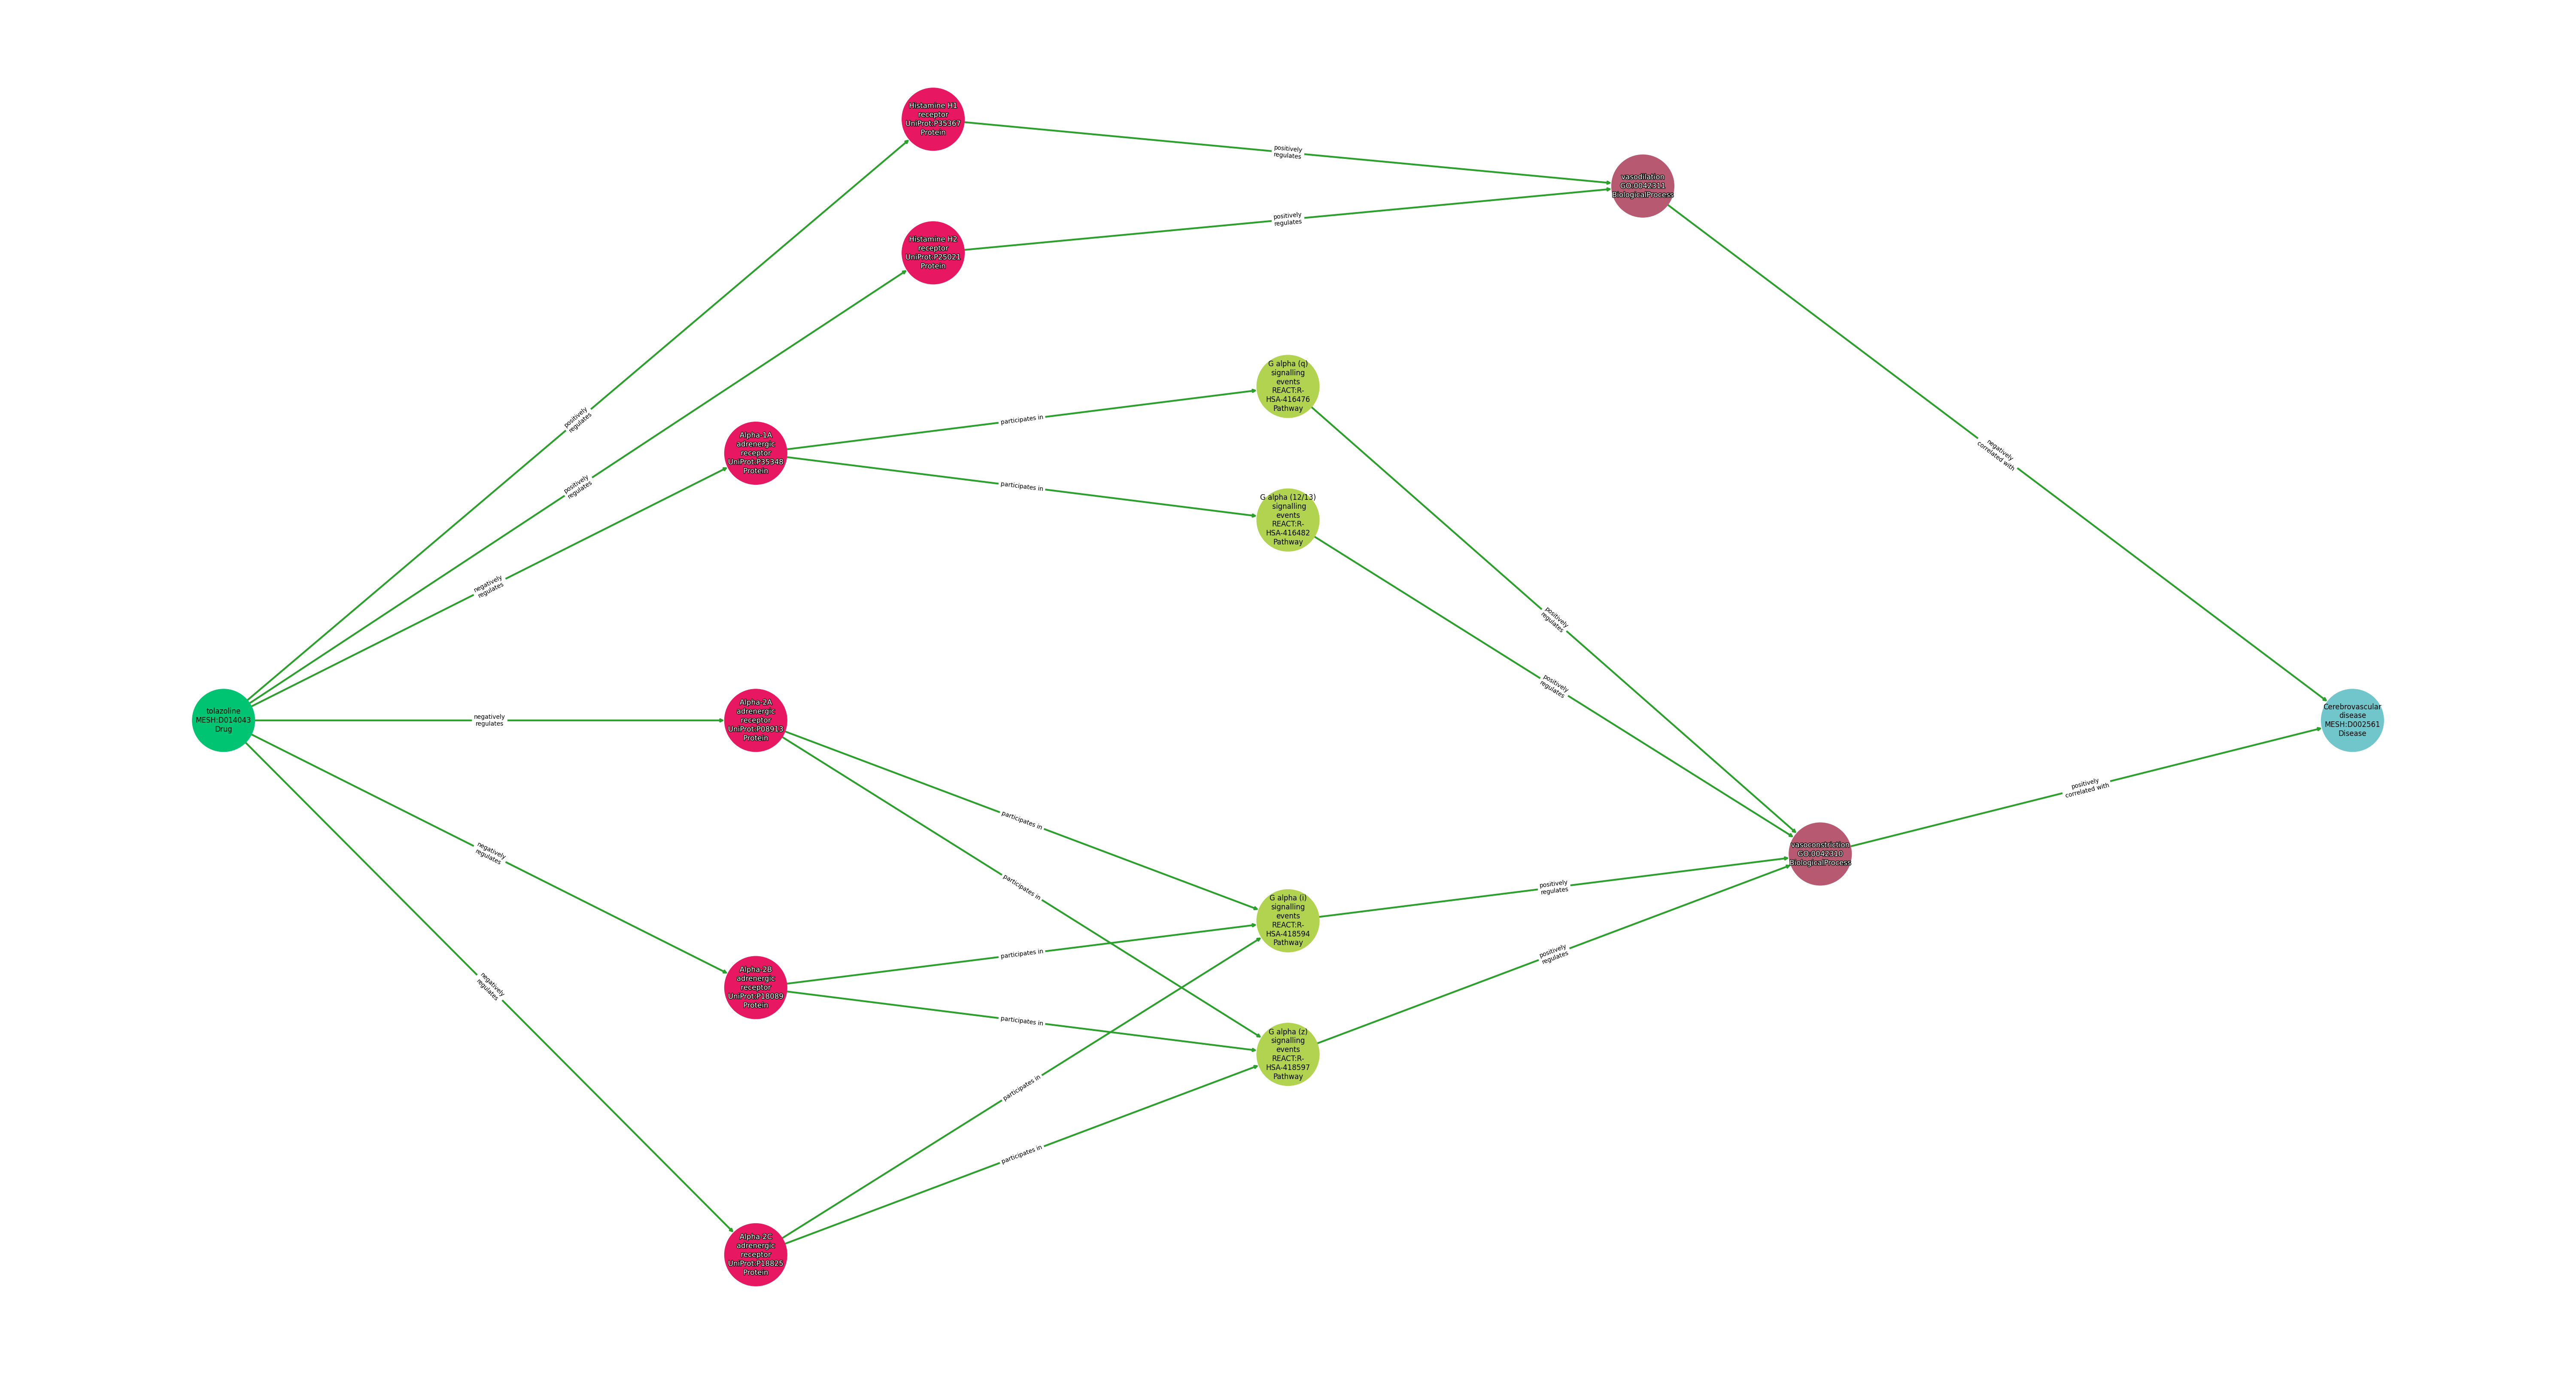 Histamine H1
receptor
UniProt:P35367
Protein
positively
regulates
vasodilation
GO:0042311
BiologicalProcess
Histamine H2
receptor
UniProt:P25021
Protein
positively
regulates
G alpha (q)
signalling
events
REACT:R-
HSA-416476
Pathway
positively
regulates
participates in
Alpha-1A
adrenergic
receptor
UniProt:P35348
Protein
negatively
correlated with
positively
regulates
participates in
G alpha (12/13)
signalling
events
REACT:R-
HSA-416482
Pathway
negatively
regulates
positively
regulates
positively
regulates
tolazoline
MESH:D014043
Drug
negatively
regulates
Alpha-2A
adrenergic
receptor
UniProt:P08913
Protein
Cerebrovascular
disease
MESH:D002561
Disease
positively
correlated with
participates in
negatively
regulates
vasoconstriction
GO:0042310
BiologicalProcess
participates in
positively
regulates
G alpha (i)
signalling
events
REACT:R-
HSA-418594
Pathway
participates in
positively
regulates
negatively
regulates
Alpha-2B
adrenergic
receptor
UniProt:P18089
Protein
participates in
G alpha (z)
signalling
events
REACT:R-
HSA-418597
Pathway
participates in
participates in
Alpha-2C
adrenergic
receptor
UniProt:P18825
Protein